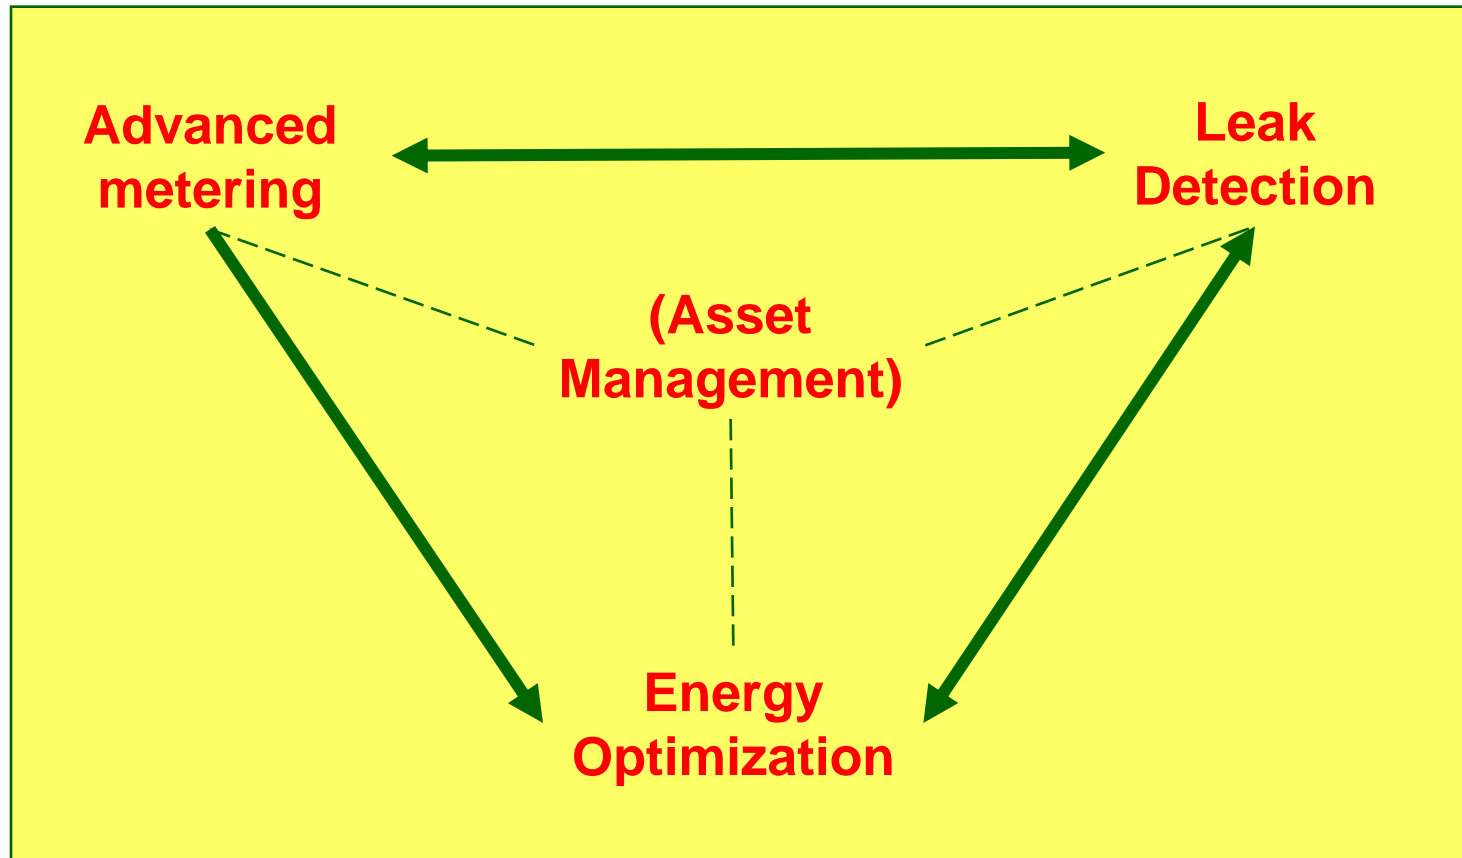 Advanced
metering
Leak
Detection
(Asset
Management)
Energy
Optimization